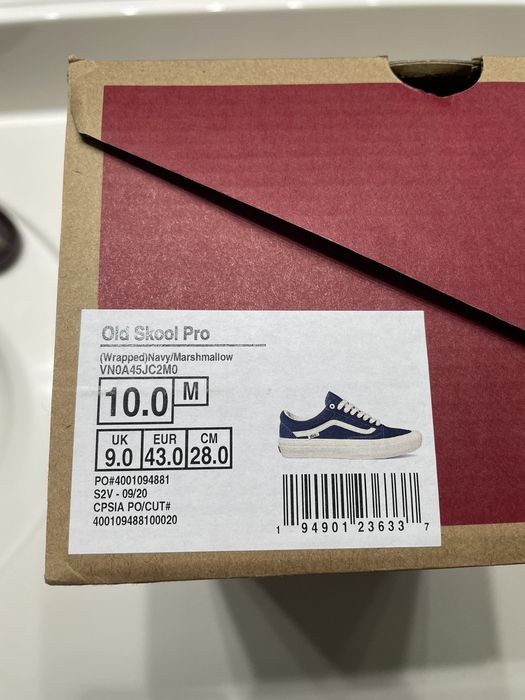 Old Skool Pro
(Wrapped)Navy/Marshmallow
VN0A45JC2M0
10.0 M
UK EUR CM
9.0 43.0 28.0
PO#4001094881
S2V - 09/20
CPSIA PO/CUT#
400109488100020
1 94901 23633 7